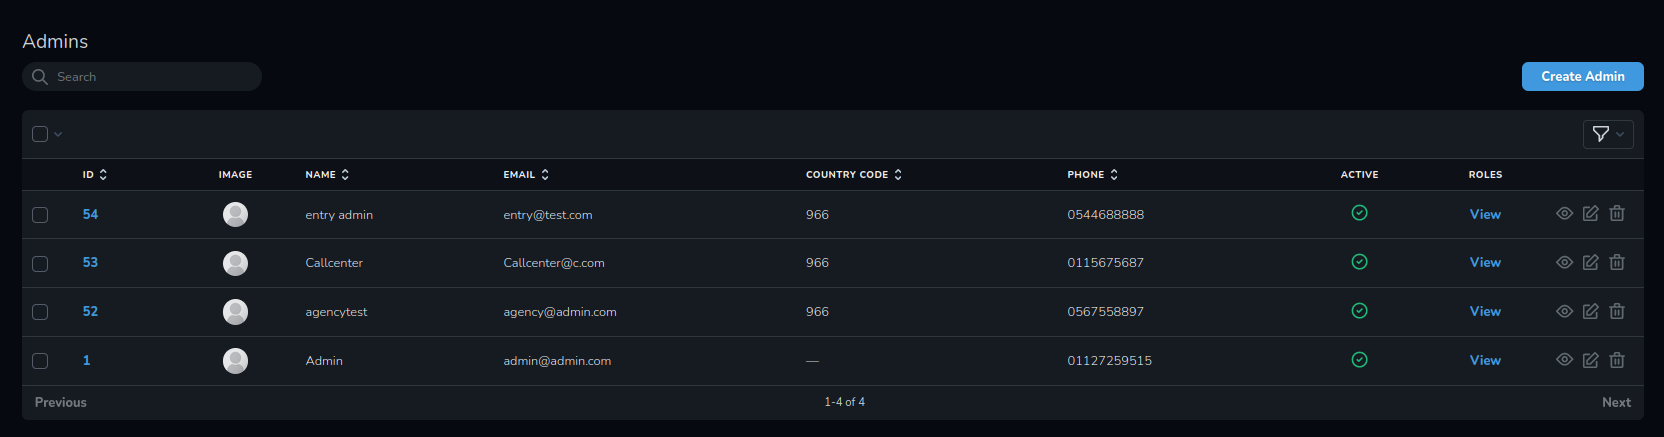 Admins
Search
Create Admin
ID IMAGE NAME EMAIL COUNTRY CODE PHONE ACTIVE ROLES
54 entry admin entry@test.com 966 0544688888 View
53 Callcenter Callcenter@c.com 966 0115675687 View
52 agencytest agency@admin.com 966 0567558897 View
1 Admin admin@admin.com — 01127259515 View
Previous 1-4 of 4 Next